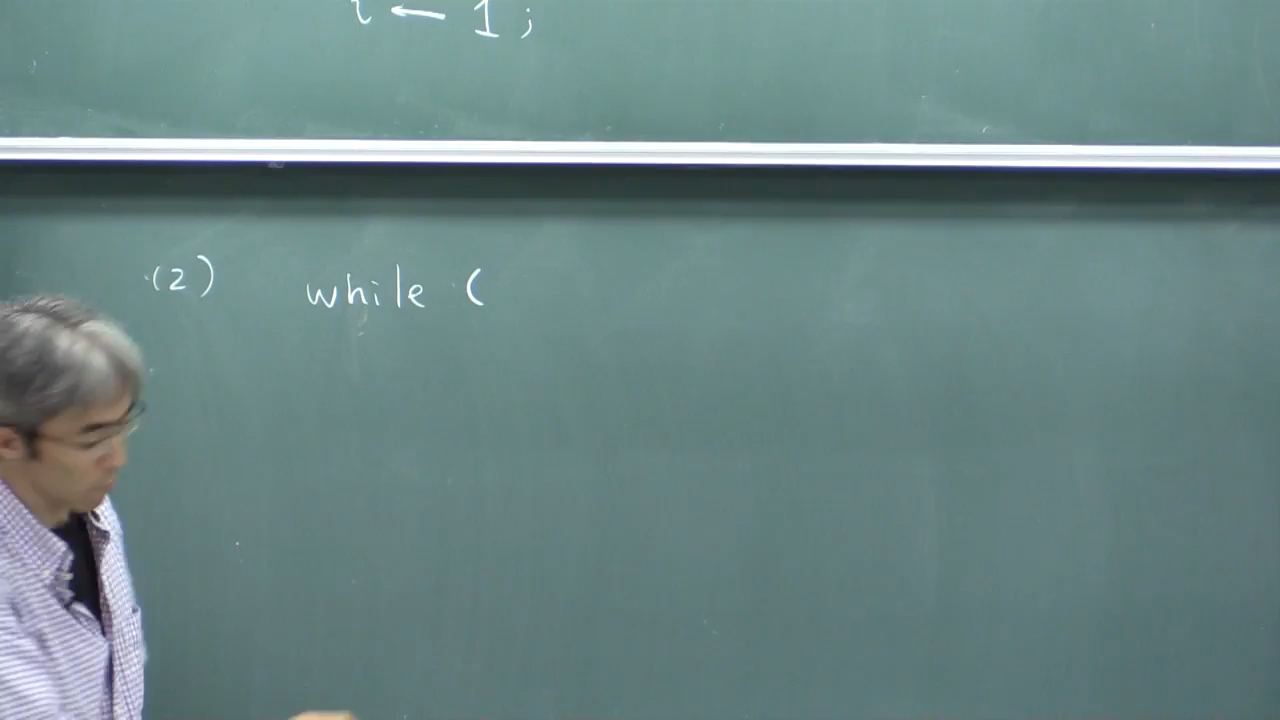 i ← 1 ;
(2) while (